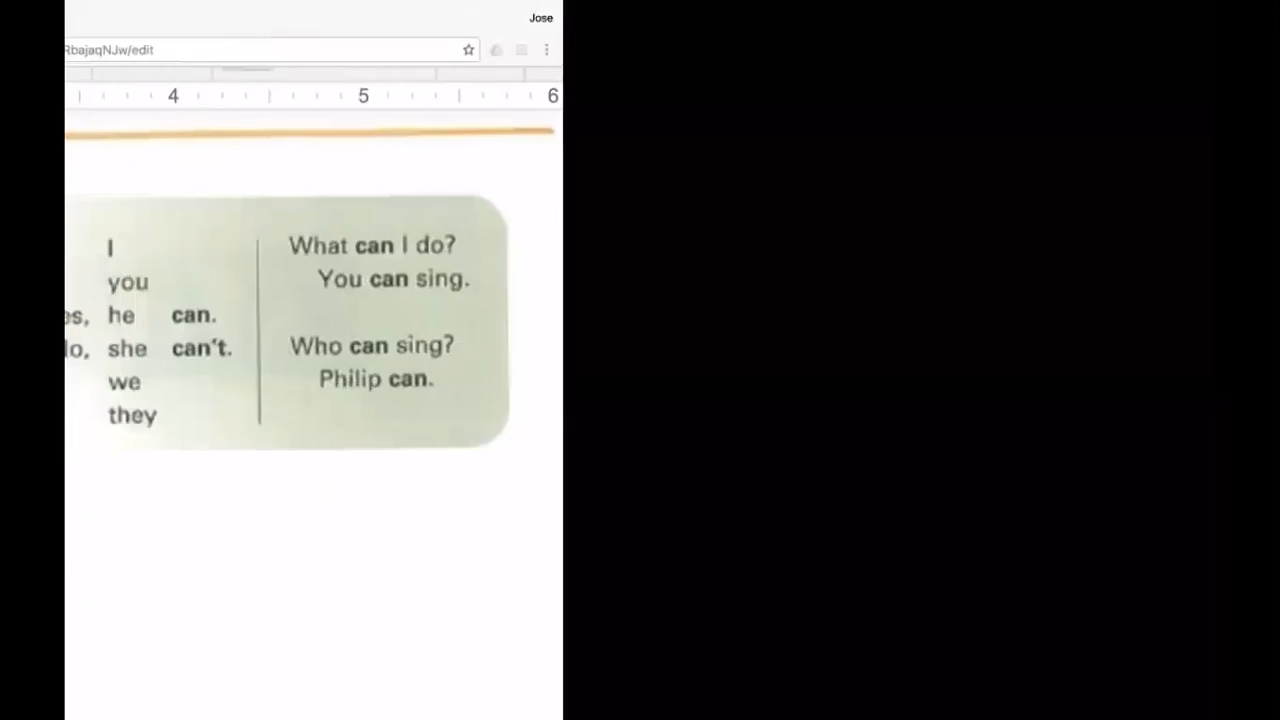 Jose
RbajaqNJw/edit
4 5 6
I
you
he can.
she can't.
we
they
What can I do?
You can sing.
Who can sing?
Philip can.